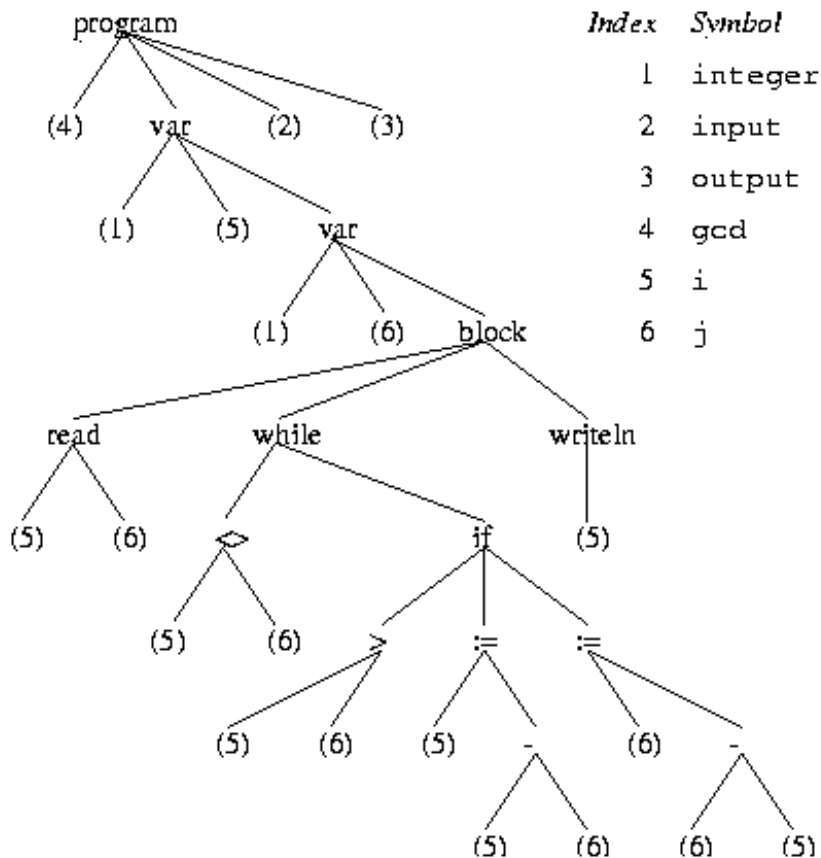 program Index Symbol
1 integer
(4) var (2) (3) 2 input
3 output
(1) (5) var 4 gcd
5 i
(1) (6) block 6 j
read while writeln
(5) (6) <> if (5)
(5) (6) > := :=
(5) (6) (5) - (6) -
(5) (6) (6) (5)